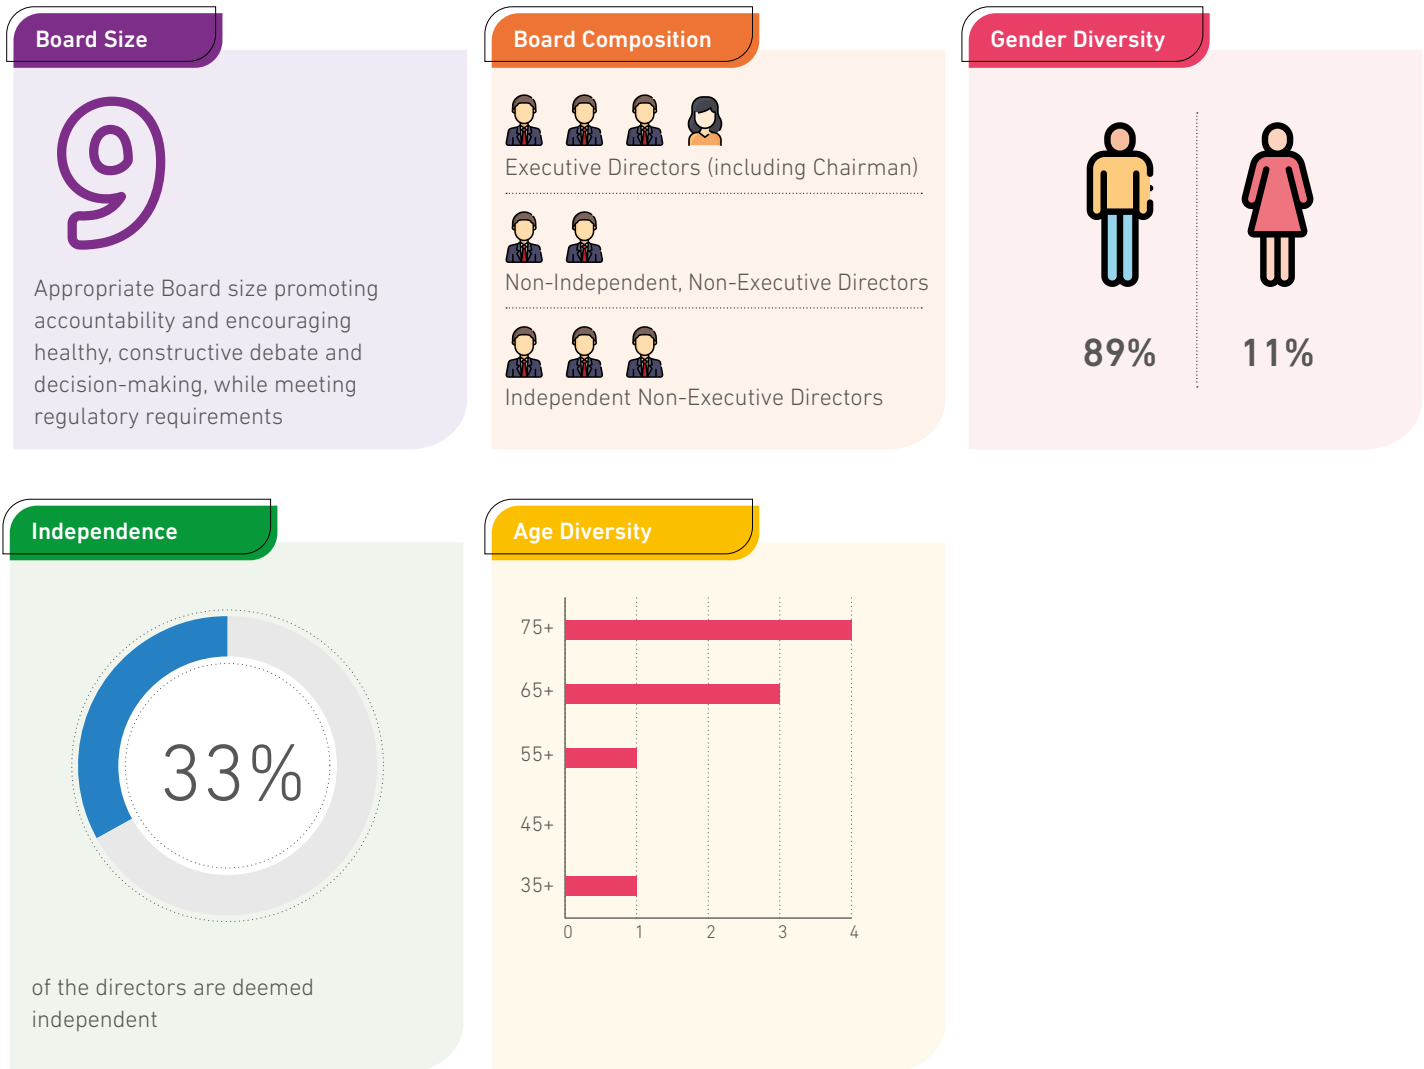 Board Size
9
Appropriate Board size promoting
accountability and encouraging
healthy, constructive debate and
decision-making, while meeting
regulatory requirements
Board Composition
Executive Directors (including Chairman)
Non-Independent, Non-Executive Directors
Independent Non-Executive Directors
Gender Diversity
89%
11%
Independence
33%
of the directors are deemed
independent
Age Diversity
75+
65+
55+
45+
35+
0 1 2 3 4